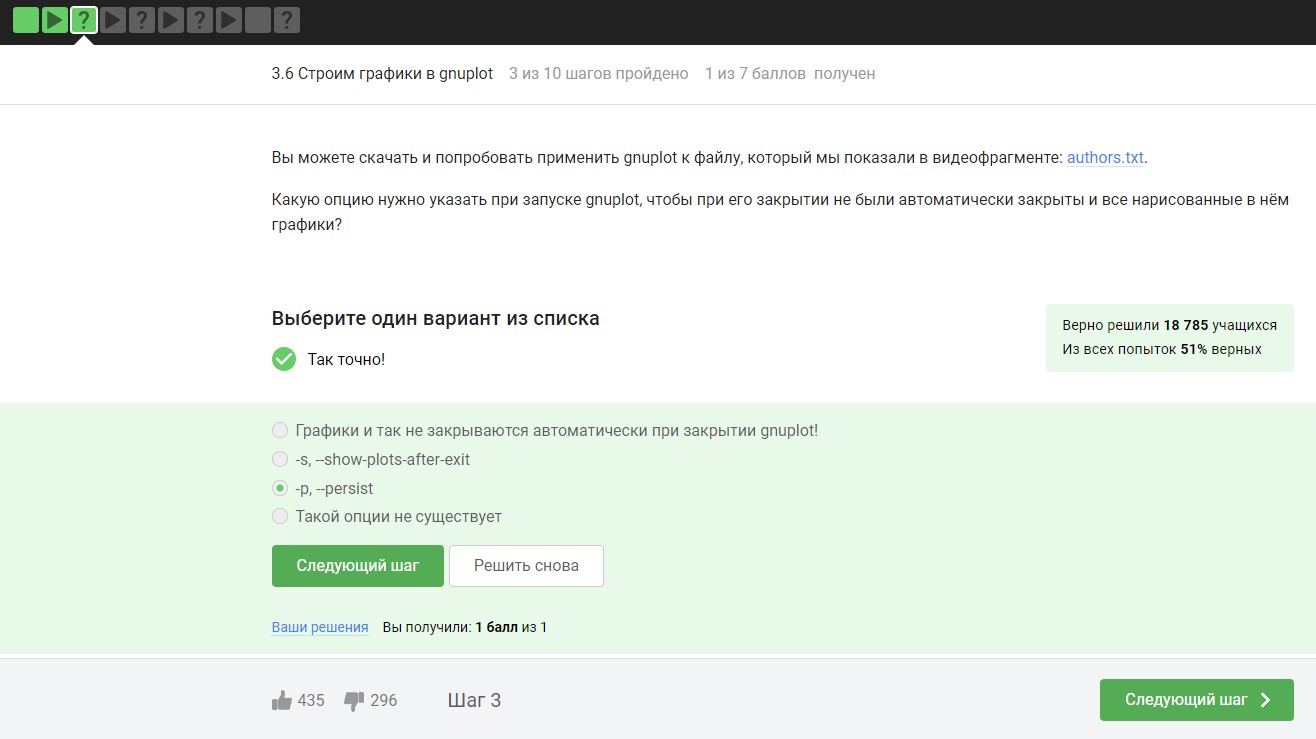 ? ? ? ?
3.6 Строим графики в gnuplot 3 из 10 шагов пройдено 1 из 7 баллов получен
Вы можете скачать и попробовать применить gnuplot к файлу, который мы показали в видеофрагменте: authors.txt.
Какую опцию нужно указать при запуске gnuplot, чтобы при его закрытии не были автоматически закрыты и все нарисованные в нём
графики?
Выберите один вариант из списка
Так точно!
Верно решили 18 785 учащихся
Из всех попыток 51% верных
Графики и так не закрываются автоматически при закрытии gnuplot!
-s, --show-plots-after-exit
-p, --persist
Такой опции не существует
Следующий шаг Решить снова
Ваши решения Вы получили: 1 балл из 1
435 296 Шаг 3 Следующий шаг